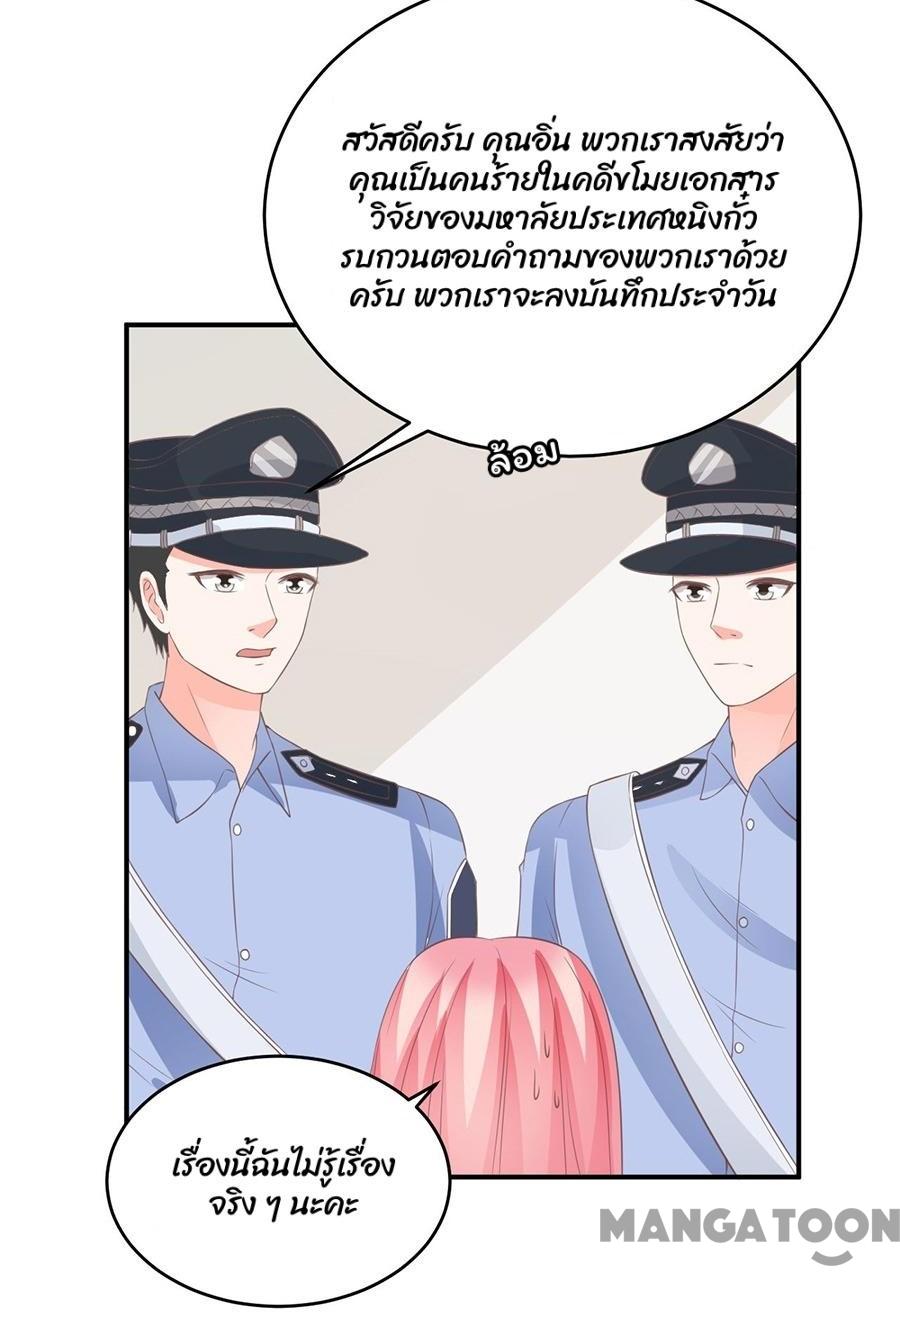 สวัสดีครับ คุณอิ่น พวกเราสงสัยว่า
คุณเป็นคนร้ายในคดีขโมยเอกสาร
วิจัยของมหาลัยประเทศหนิงกั๋ว
รบกวนตอบคำถามของพวกเราด้วย
ครับ พวกเราจะลงบันทึกประจำวัน
ล้อม
เรื่องนี้ฉันไม่รู้เรื่อง
จริง ๆ นะคะ
MANGATOON